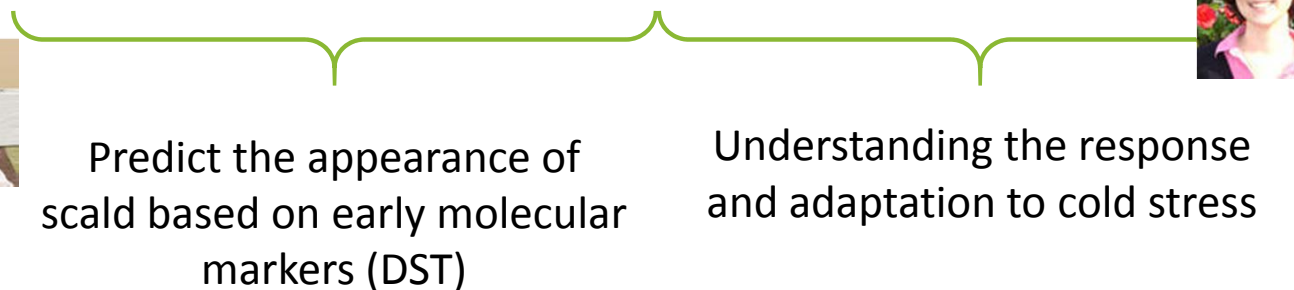 Predict the appearance of
scald based on early molecular
markers (DST)
Understanding the response
and adaptation to cold stress